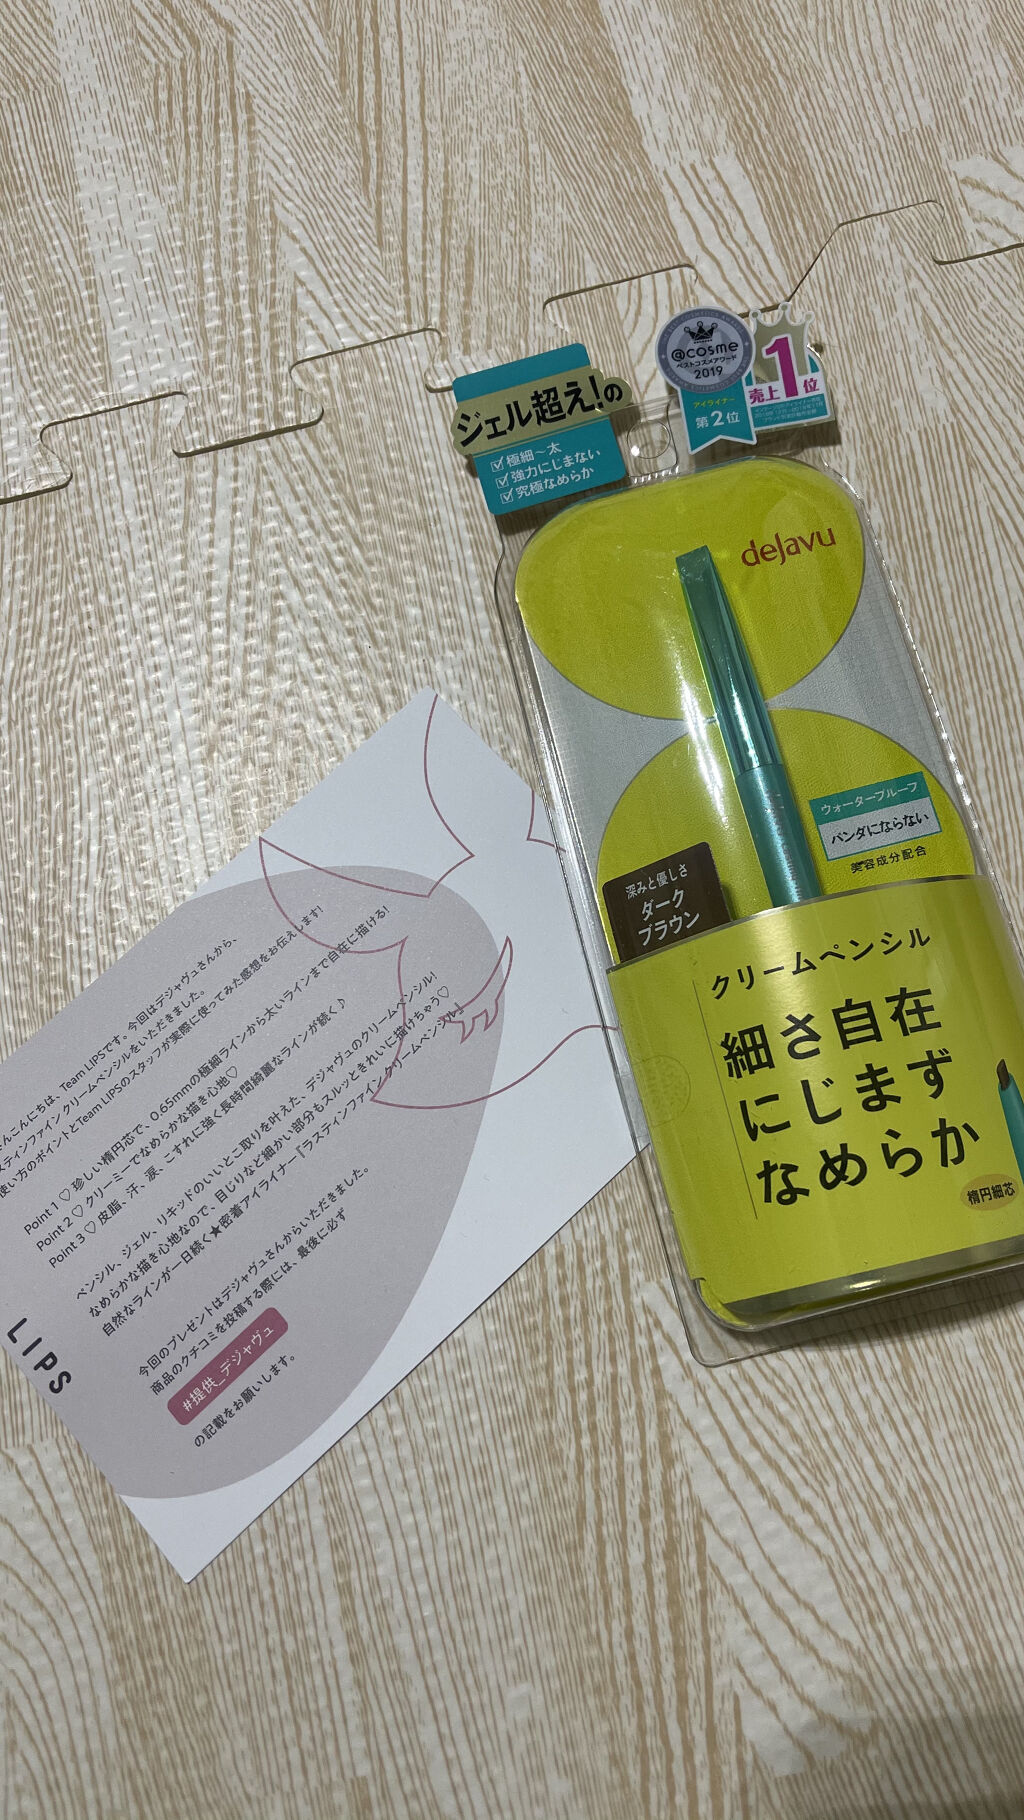 ジェル超え!の
極細～太
強力ににじまない
究極なめらか
@cosme
ベストコスメアワード
2019
アイライナー
第2位
売上1位
dejavu
ウォータープルーフ
パンダにならない
美容成分配合
深みと優しさ
ダーク
ブラウン
クリームペンシル
細さ自在
にじまず
なめらか
楕円細芯
こんにちは、Team LIPSです。今回はデジャヴュさんから、
スティンファイン クリームペンシルをいただきました。
使い方のポイントとTeam LIPSのスタッフが実際に使ってみた感想をお伝えします!
Point 1 ♡ 珍しい楕円芯で、0.65mmの極細ラインから太いラインまで自在に描ける!
Point 2 ♡ クリーミーでなめらかな描き心地♡
Point 3 ♡ 皮脂、汗、涙、こすれに強く長時間綺麗なラインが続く♪
ペンシル、ジェル、リキッドのいいとこ取りを叶えた、デジャヴュのクリームペンシル!
なめらかな描き心地なので、目じりなど細かい部分もスルッときれいに描けちゃう♡
自然なラインが一日続く★密着アイライナー『ラスティンファイン クリームペンシル』
今回のプレゼントはデジャヴュさんからいただきました。
商品のクチコミを投稿する際には、最後に必ず
#提供_デジャヴュ
の記載をお願いします。
LIPS